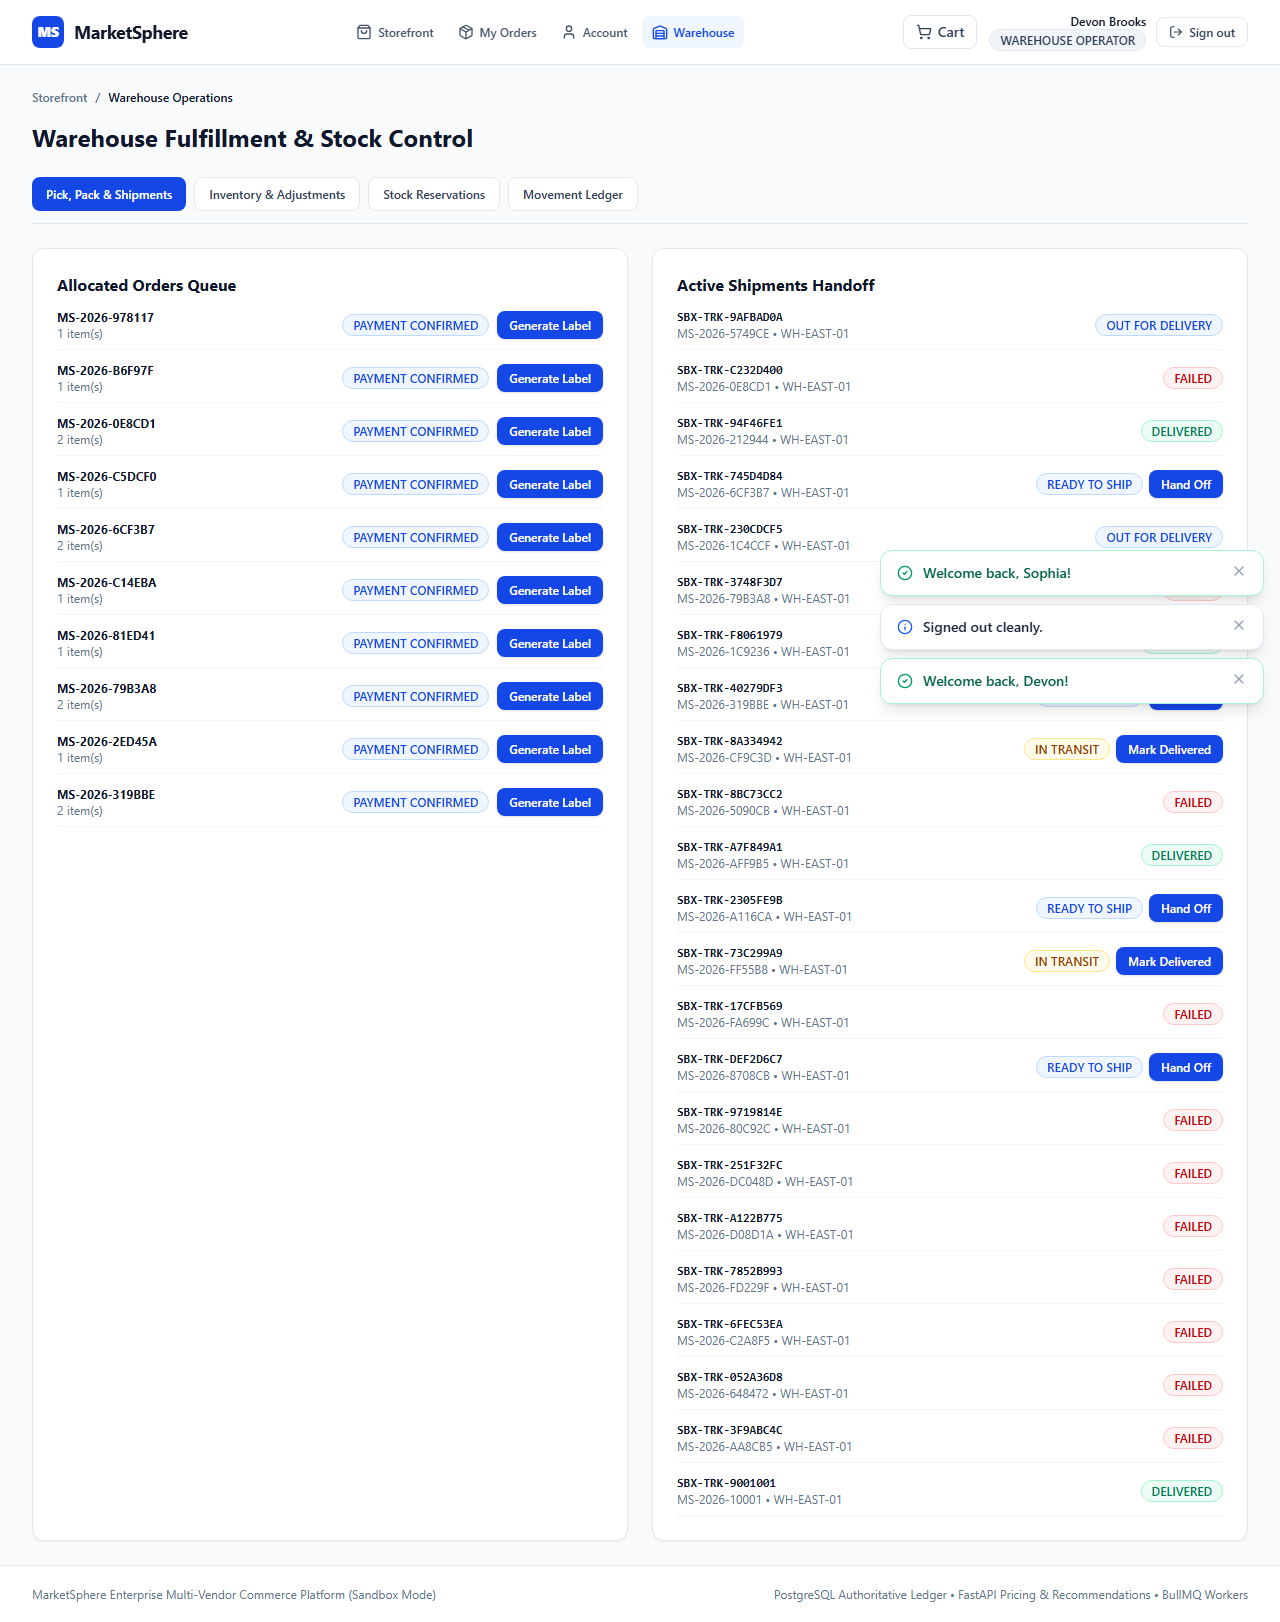 MS MarketSphere
Storefront
My Orders
Account
Warehouse
Cart
Devon Brooks
WAREHOUSE OPERATOR
Sign out
Storefront / Warehouse Operations
Warehouse Fulfillment & Stock Control
Pick, Pack & Shipments
Inventory & Adjustments
Stock Reservations
Movement Ledger
Allocated Orders Queue
MS-2026-978117
1 item(s)
PAYMENT CONFIRMED
Generate Label
MS-2026-B6F97F
1 item(s)
PAYMENT CONFIRMED
Generate Label
MS-2026-0E8CD1
2 item(s)
PAYMENT CONFIRMED
Generate Label
MS-2026-C5DCF0
1 item(s)
PAYMENT CONFIRMED
Generate Label
MS-2026-6CF3B7
2 item(s)
PAYMENT CONFIRMED
Generate Label
MS-2026-C14EBA
1 item(s)
PAYMENT CONFIRMED
Generate Label
MS-2026-81ED41
1 item(s)
PAYMENT CONFIRMED
Generate Label
MS-2026-79B3A8
2 item(s)
PAYMENT CONFIRMED
Generate Label
MS-2026-2ED45A
1 item(s)
PAYMENT CONFIRMED
Generate Label
MS-2026-319BBE
2 item(s)
PAYMENT CONFIRMED
Generate Label
Active Shipments Handoff
SBX-TRK-9AFBAD0A
MS-2026-5749CE • WH-EAST-01
OUT FOR DELIVERY
SBX-TRK-C232D400
MS-2026-0E8CD1 • WH-EAST-01
FAILED
SBX-TRK-94F46FE1
MS-2026-212944 • WH-EAST-01
DELIVERED
SBX-TRK-745D4D84
MS-2026-6CF3B7 • WH-EAST-01
READY TO SHIP
Hand Off
SBX-TRK-230CDCF5
MS-2026-1C4CCF • WH-EAST-01
OUT FOR DELIVERY
SBX-TRK-3748F3D7
MS-2026-79B3A8 • WH-EAST-01
Welcome back, Sophia!
SBX-TRK-F8061979
MS-2026-1C9236 • WH-EAST-01
Signed out cleanly.
SBX-TRK-40279DF3
MS-2026-319BBE • WH-EAST-01
Welcome back, Devon!
SBX-TRK-8A334942
MS-2026-CF9C3D • WH-EAST-01
IN TRANSIT
Mark Delivered
SBX-TRK-8BC73CC2
MS-2026-5090CB • WH-EAST-01
FAILED
SBX-TRK-A7F849A1
MS-2026-AFF9B5 • WH-EAST-01
DELIVERED
SBX-TRK-2305FE9B
MS-2026-A116CA • WH-EAST-01
READY TO SHIP
Hand Off
SBX-TRK-73C299A9
MS-2026-FF55B8 • WH-EAST-01
IN TRANSIT
Mark Delivered
SBX-TRK-17CFB569
MS-2026-FA699C • WH-EAST-01
FAILED
SBX-TRK-DEF2D6C7
MS-2026-8708CB • WH-EAST-01
READY TO SHIP
Hand Off
SBX-TRK-9719814E
MS-2026-80C92C • WH-EAST-01
FAILED
SBX-TRK-251F32FC
MS-2026-DC048D • WH-EAST-01
FAILED
SBX-TRK-A122B775
MS-2026-D08D1A • WH-EAST-01
FAILED
SBX-TRK-7852B993
MS-2026-FD229F • WH-EAST-01
FAILED
SBX-TRK-6FEC53EA
MS-2026-C2A8F5 • WH-EAST-01
FAILED
SBX-TRK-052A36D8
MS-2026-648472 • WH-EAST-01
FAILED
SBX-TRK-3F9ABC4C
MS-2026-AA8CB5 • WH-EAST-01
FAILED
SBX-TRK-9001001
MS-2026-10001 • WH-EAST-01
DELIVERED
MarketSphere Enterprise Multi-Vendor Commerce Platform (Sandbox Mode)
PostgreSQL Authoritative Ledger • FastAPI Pricing & Recommendations • BullMQ Workers